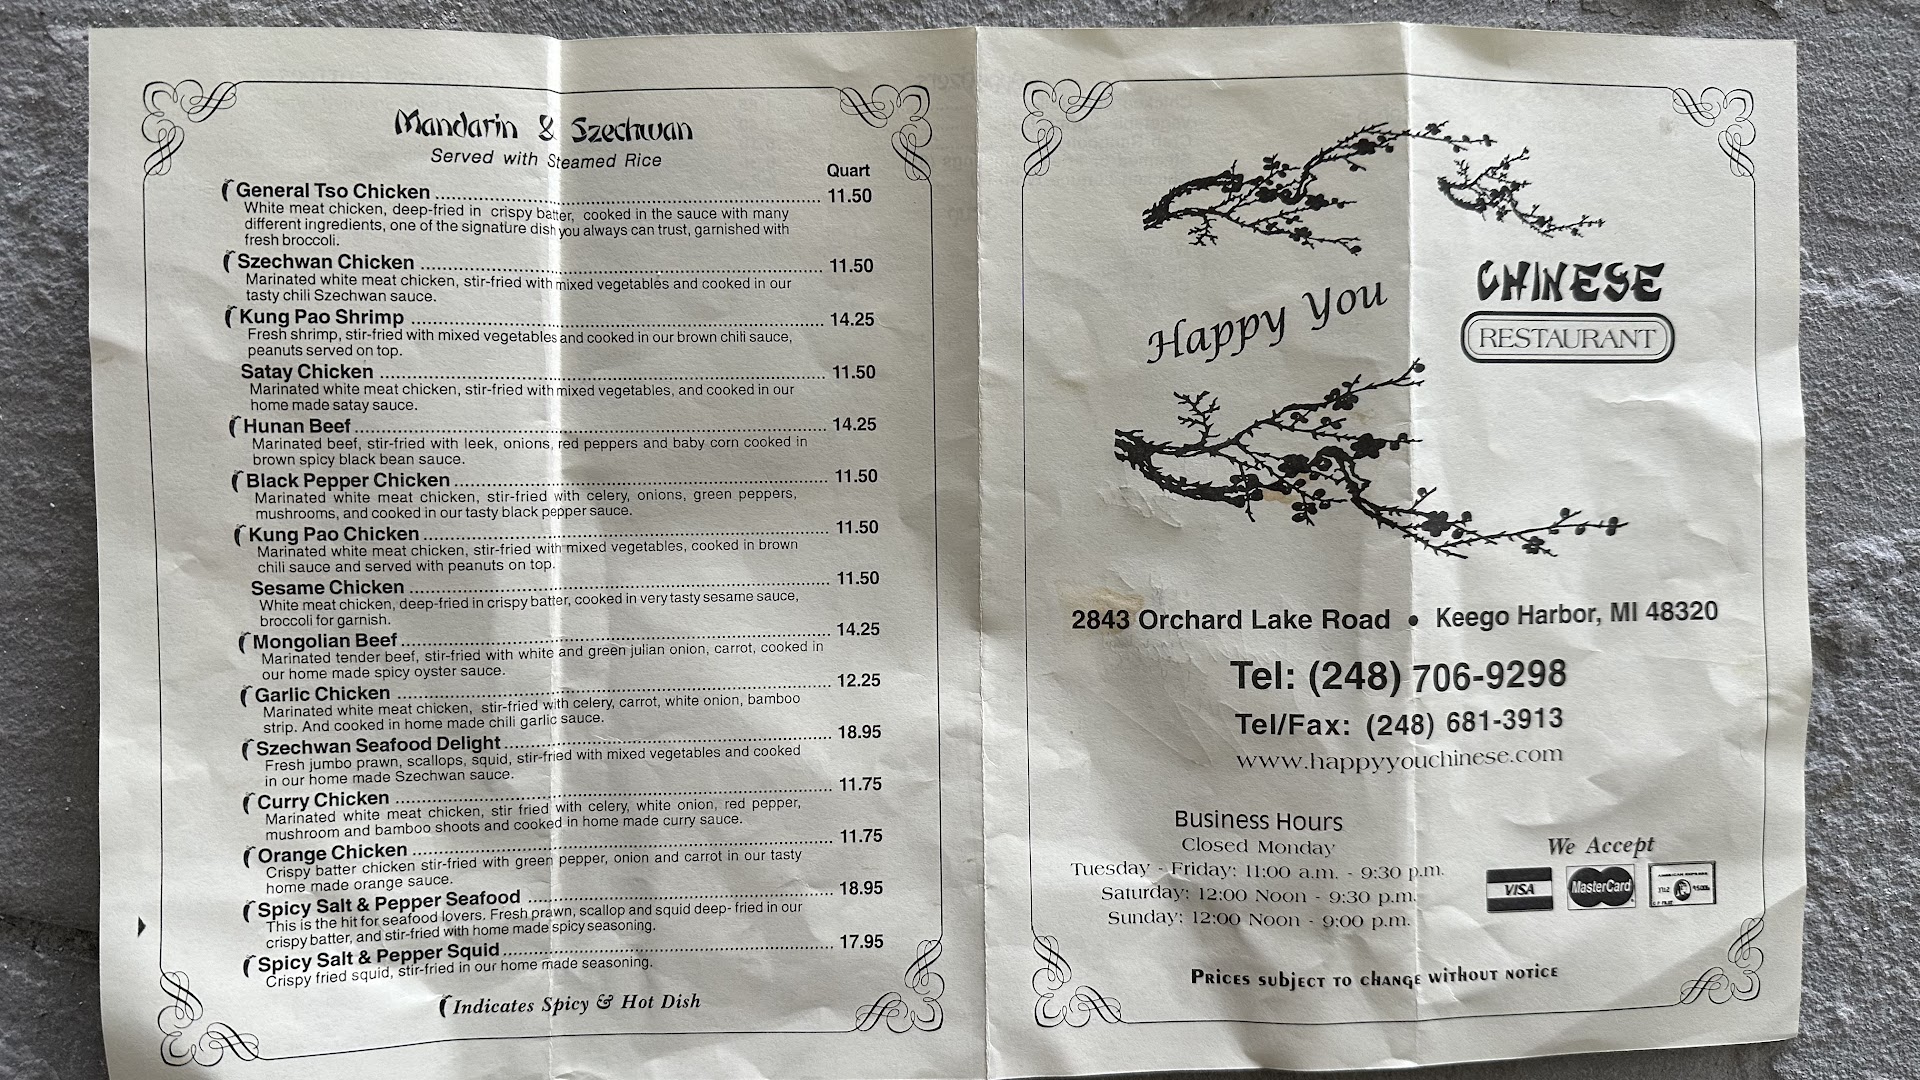 Mandarin & Szechwan
Served with Steamed Rice
Quart
General Tso Chicken 11.50
White meat chicken, deep-fried in crispy batter, cooked in the sauce with many
different ingredients, one of the signature dish you always can trust, garnished with
fresh broccoli.
Szechwan Chicken 11.50
Marinated white meat chicken, stir-fried with mixed vegetables and cooked in our
tasty chili Szechwan sauce.
Kung Pao Shrimp 14.25
Fresh shrimp, stir-fried with mixed vegetables and cooked in our brown chili sauce,
peanuts served on top.
Satay Chicken 11.50
Marinated white meat chicken, stir-fried with mixed vegetables, and cooked in our
home made satay sauce.
Hunan Beef 14.25
Marinated beef, stir-fried with leek, onions, red peppers and baby corn cooked in
brown spicy black bean sauce.
Black Pepper Chicken 11.50
Marinated white meat chicken, stir-fried with celery, onions, green peppers,
mushrooms, and cooked in our tasty black pepper sauce.
Kung Pao Chicken 11.50
Marinated white meat chicken, stir-fried with mixed vegetables, cooked in brown
chili sauce and served with peanuts on top.
Sesame Chicken 11.50
White meat chicken, deep-fried in crispy batter, cooked in very tasty sesame sauce,
broccoli for garnish.
Mongolian Beef 14.25
Marinated tender beef, stir-fried with white and green julian onion, carrot, cooked in
our home made spicy oyster sauce.
Garlic Chicken 12.25
Marinated white meat chicken, stir-fried with celery, carrot, white onion, bamboo
strip. And cooked in home made chili garlic sauce.
Szechwan Seafood Delight 18.95
Fresh jumbo prawn, scallops, squid, stir-fried with mixed vegetables and cooked
in our home made Szechwan sauce.
Curry Chicken 11.75
Marinated white meat chicken, stir fried with celery, white onion, red pepper,
mushroom and bamboo shoots and cooked in home made curry sauce.
Orange Chicken 11.75
Crispy batter chicken stir-fried with green pepper, onion and carrot in our tasty
home made orange sauce.
Spicy Salt & Pepper Seafood 18.95
This is the hit for seafood lovers. Fresh prawn, scallop and squid deep- fried in our
crispy batter, and stir-fried with home made spicy seasoning.
Spicy Salt & Pepper Squid 17.95
Crispy fried squid, stir-fried in our home made seasoning.
Indicates Spicy & Hot Dish
Happy You
CHINESE
RESTAURANT
2843 Orchard Lake Road • Keego Harbor, MI 48320
Tel: (248) 706-9298
Tel/Fax: (248) 681-3913
www.happyyouchinese.com
Business Hours
Closed Monday
Tuesday - Friday: 11:00 a.m. - 9:30 p.m.
Saturday: 12:00 Noon - 9:30 p.m.
Sunday: 12:00 Noon - 9:00 p.m.
We Accept
VISA
MasterCard
AMERICAN EXPRESS
Prices subject to change without notice